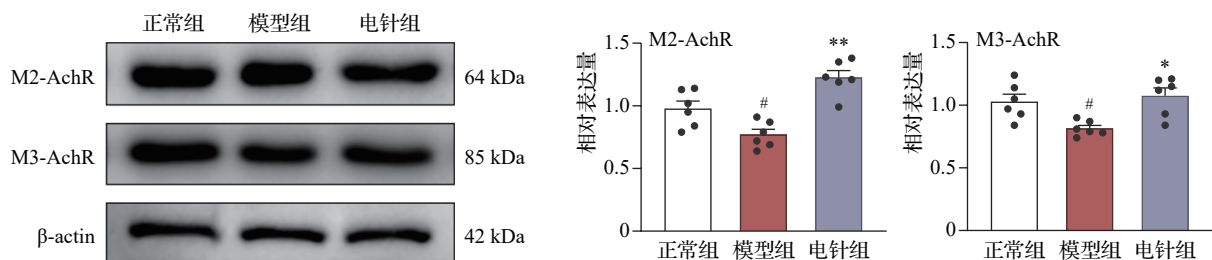 正常组 模型组 电针组
M2-AchR 64 kDa
M3-AchR 85 kDa
β-actin 42 kDa
M2-AchR
相对表达量
1.5
1.0
0.5
0
**
#
正常组 模型组 电针组
M3-AchR
相对表达量
1.5
1.0
0.5
0
*
#
正常组 模型组 电针组